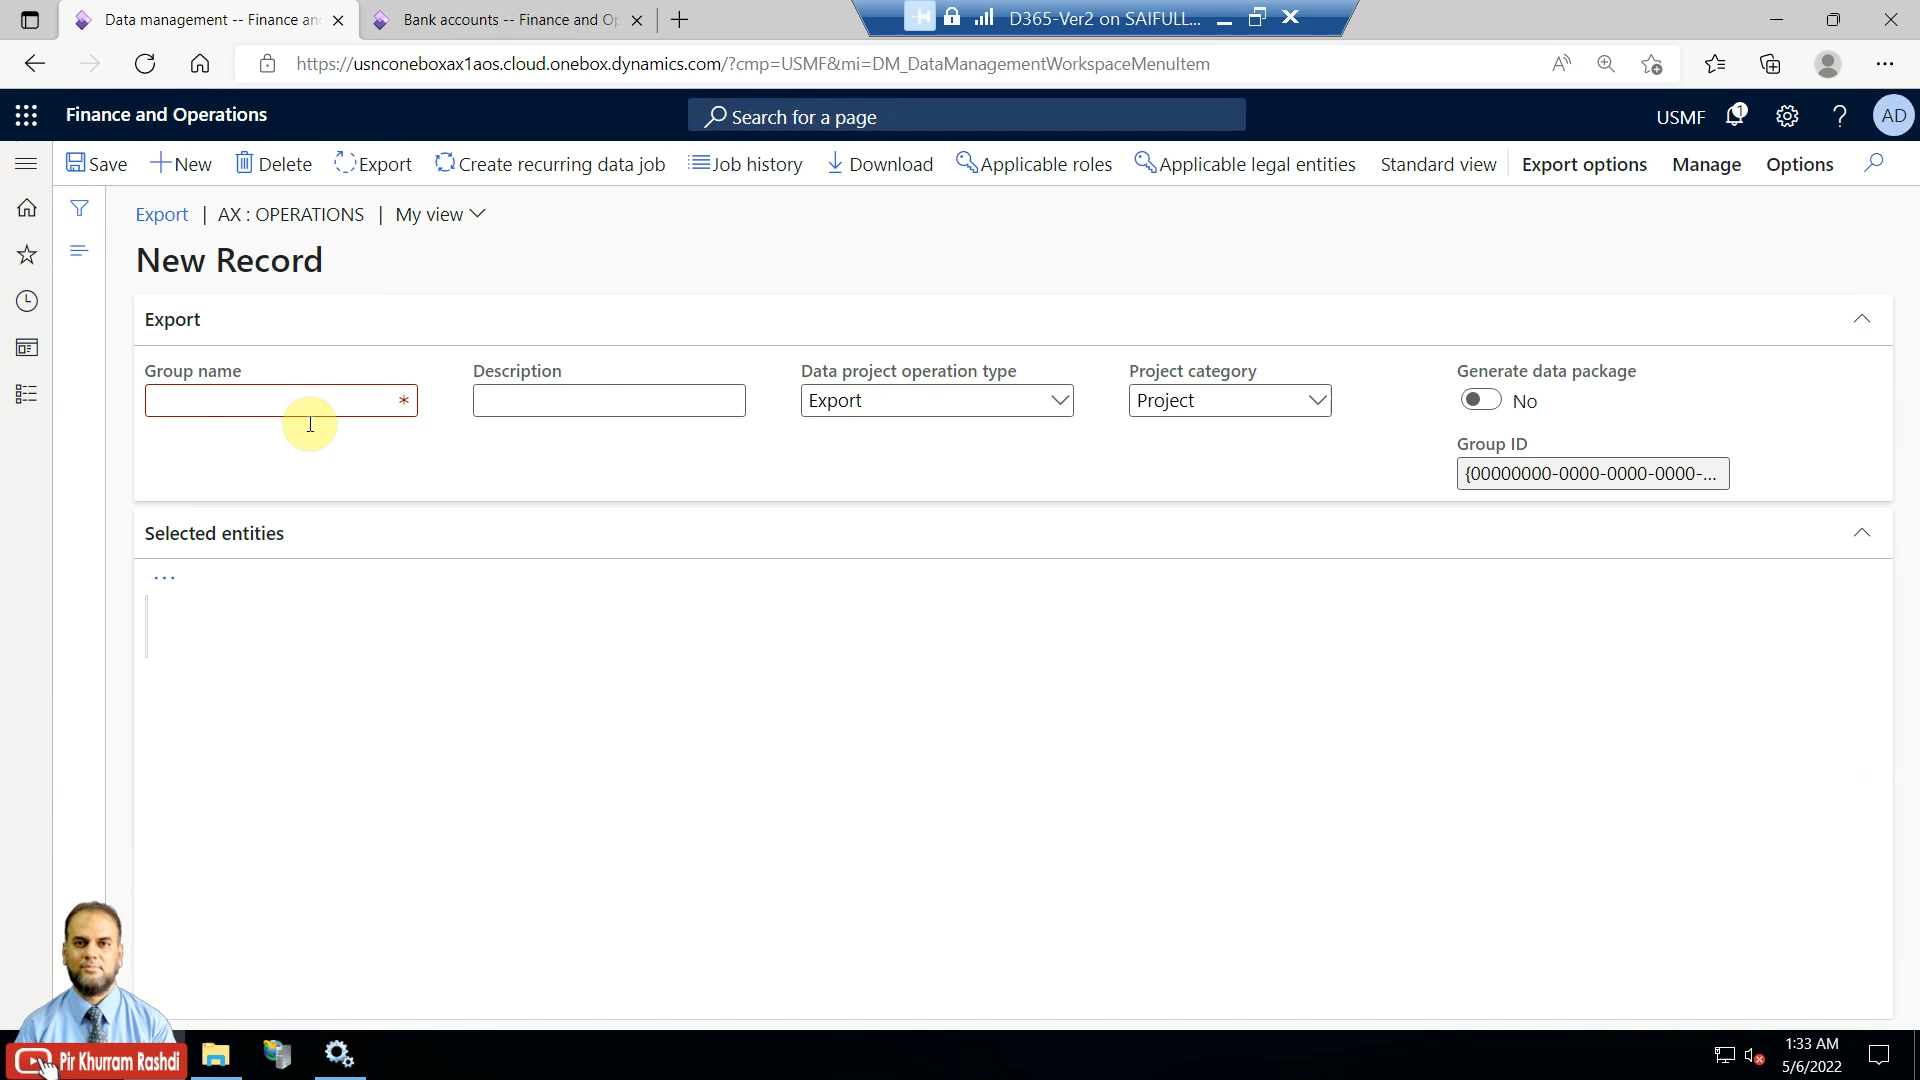 Data management -- Finance an
Bank accounts -- Finance and Op
D365-Ver2 on SAIFULL...
https://usnconeboxax1aos.cloud.onebox.dynamics.com/?cmp=USMF&mi=DM_DataManagementWorkspaceMenuItem
Finance and Operations
Search for a page
USMF
1
?
AD
Save
New
Delete
Export
Create recurring data job
Job history
Download
Applicable roles
Applicable legal entities
Standard view
Export options
Manage
Options
Export | AX : OPERATIONS | My view
New Record
Export
Group name
Description
Data project operation type
Project category
Generate data package
*
Export
Project
No
Group ID
{00000000-0000-0000-0000-...
Selected entities
...
Pir Khurram Rashdi
1:33 AM
5/6/2022